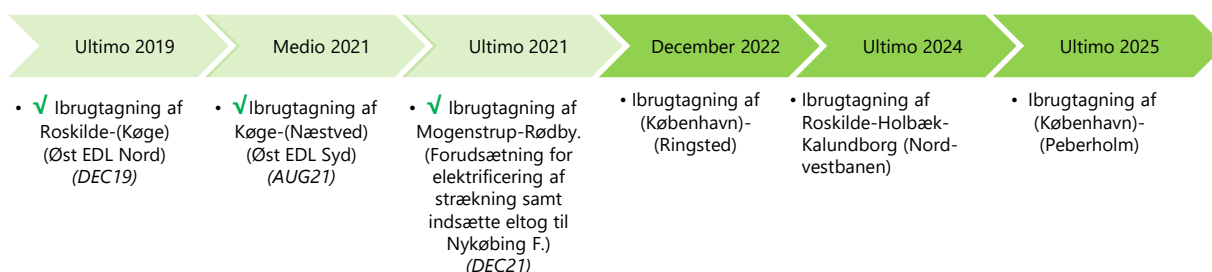 Ultimo 2019
Medio 2021
Ultimo 2021
December 2022
Ultimo 2024
Ultimo 2025
• √ Ibrugtagning af
Roskilde-(Køge)
(Øst EDL Nord)
(DEC19)
• √Ibrugtagning af
Køge-(Næstved)
(Øst EDL Syd)
(AUG21)
• √ Ibrugtagning af
Mogenstrup-Rødby.
(Forudsætning for
elektrificering af
strækning samt
indsætte eltog til
Nykøbing F.)
(DEC21)
• Ibrugtagning af
(København)-
(Ringsted)
• Ibrugtagning af
Roskilde-Holbæk-
Kalundborg (Nord-
vestbanen)
• Ibrugtagning af
(København)-
(Peberholm)